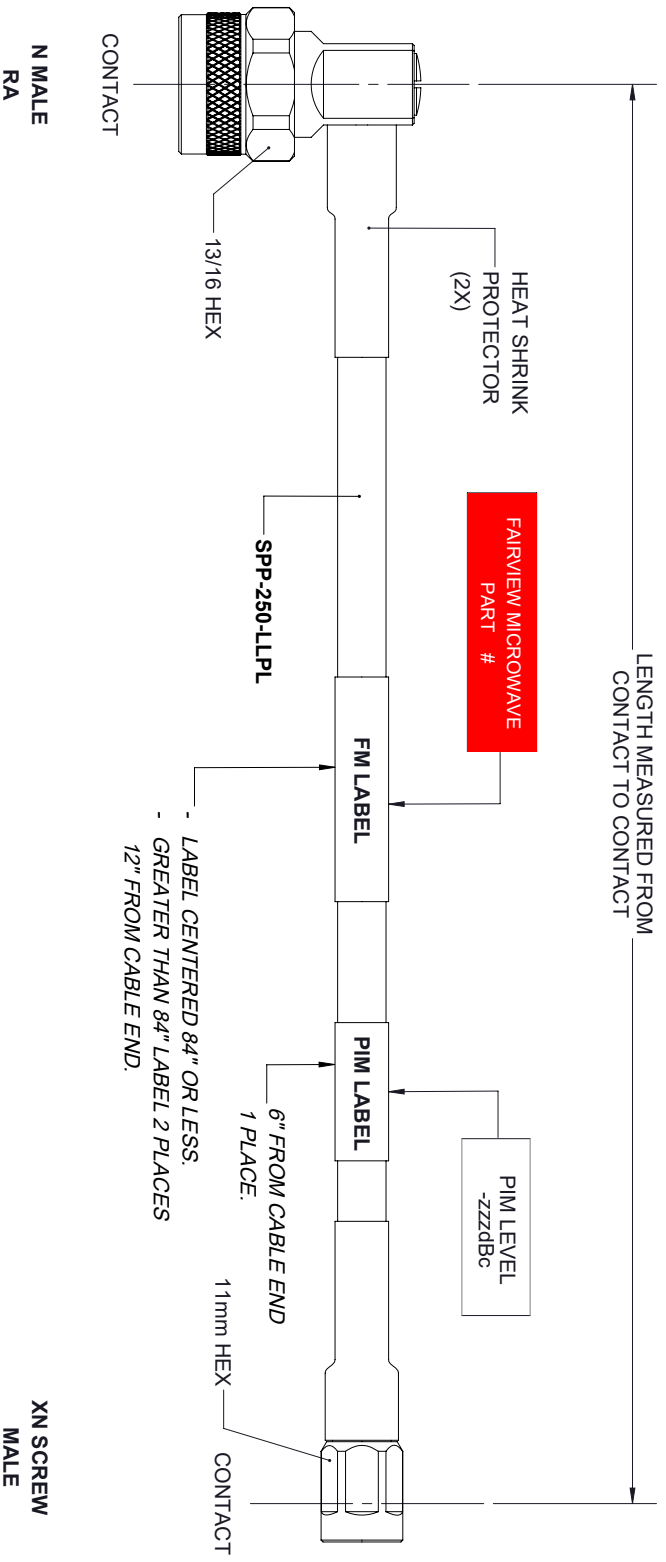 LENGTH MEASURED FROM
CONTACT TO CONTACT
HEAT SHRINK
PROTECTOR
(2X)
FAIRVIEW MICROWAVE
PART #
PIM LEVEL
-zzzdBc
FM LABEL
PIM LABEL
SPP-250-LLPL
13/16 HEX
6" FROM CABLE END
1 PLACE.
11mm HEX
CONTACT
CONTACT
- LABEL CENTERED 84" OR LESS.
- GREATER THAN 84" LABEL 2 PLACES
12" FROM CABLE END.
N MALE
RA
XN SCREW
MALE